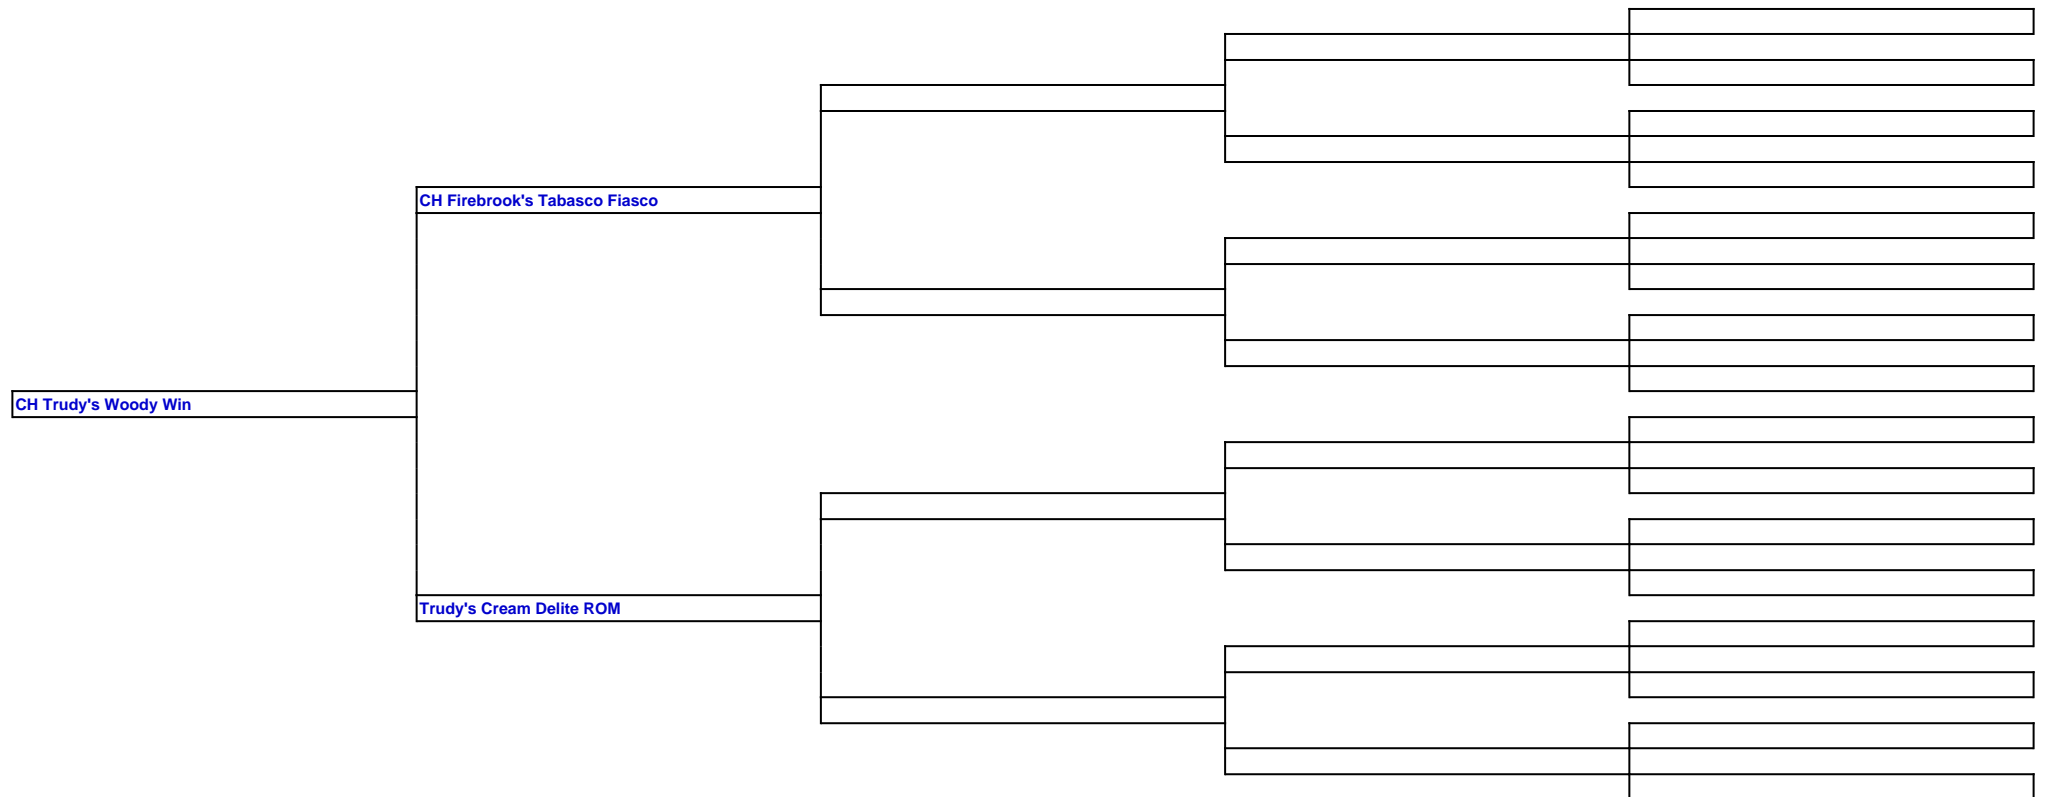 CH Firebrook's Tabasco Fiasco
CH Trudy's Woody Win
Trudy's Cream Delite ROM